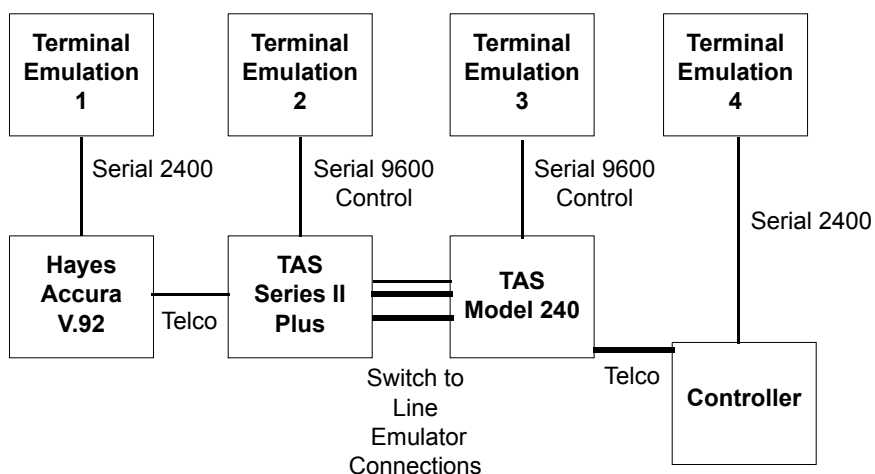 Terminal
Emulation
1
Terminal
Emulation
2
Terminal
Emulation
3
Terminal
Emulation
4
Serial 2400
Serial 9600
Control
Serial 9600
Control
Serial 2400
Hayes
Accura
V.92
Telco
TAS
Series II
Plus
TAS
Model 240
Switch to
Line
Emulator
Connections
Telco
Controller